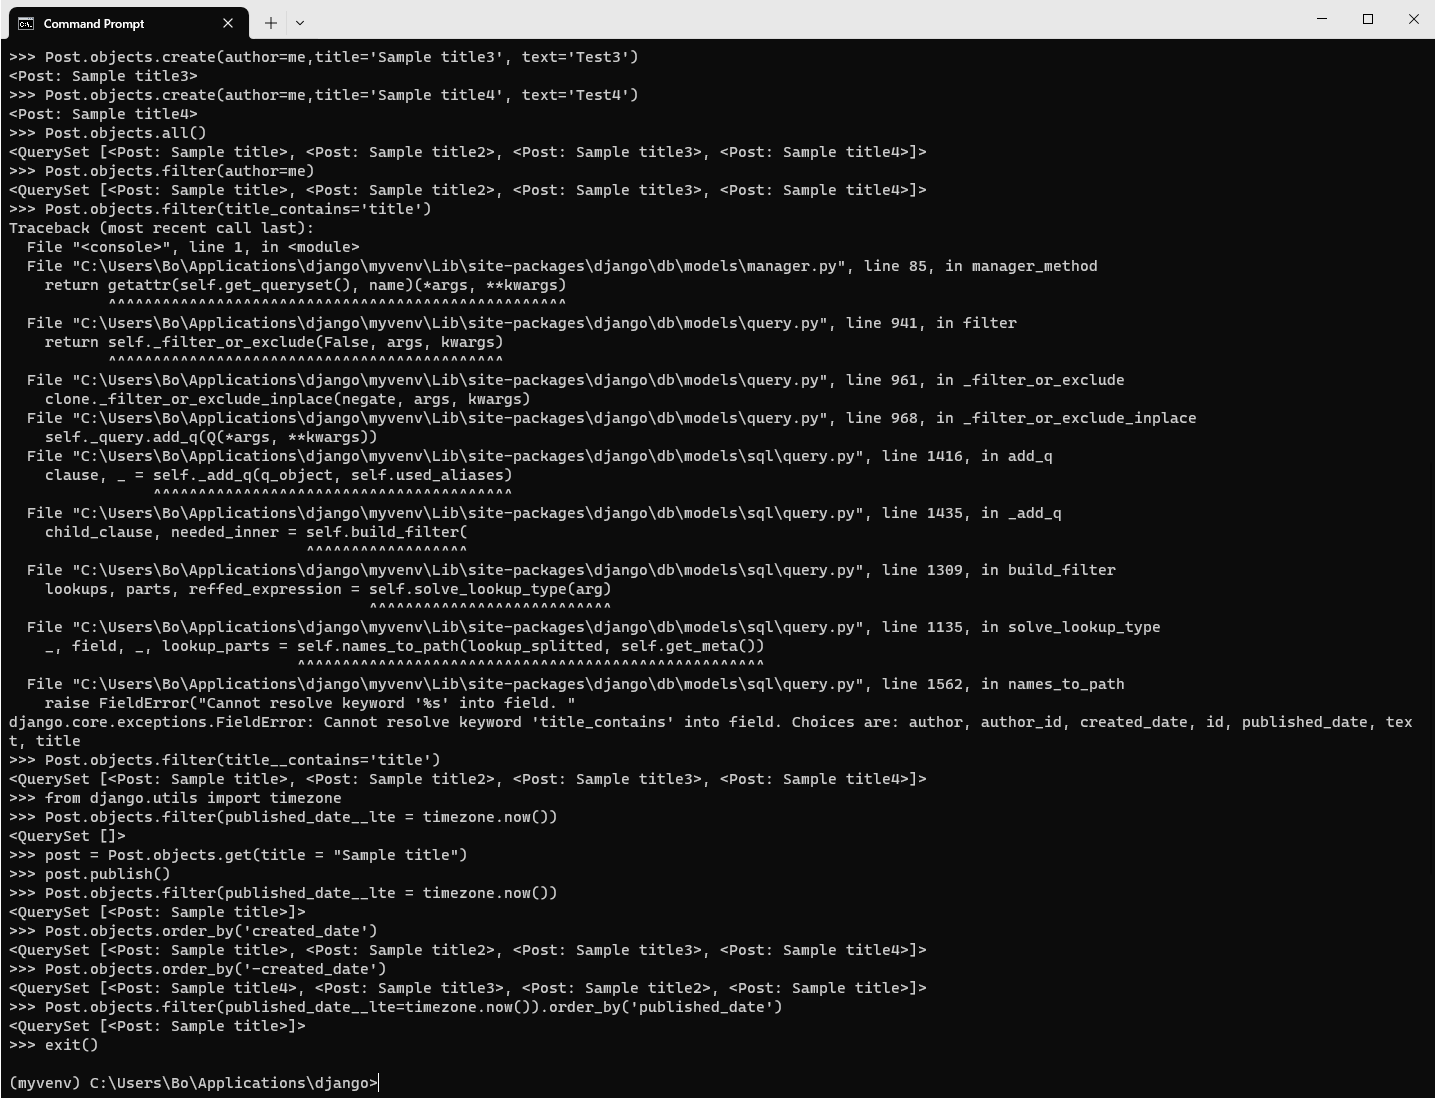 Command Prompt
>>> Post.objects.create(author=me,title='Sample title3', text='Test3')
<Post: Sample title3>
>>> Post.objects.create(author=me,title='Sample title4', text='Test4')
<Post: Sample title4>
>>> Post.objects.all()
<QuerySet [<Post: Sample title>, <Post: Sample title2>, <Post: Sample title3>, <Post: Sample title4>]>
>>> Post.objects.filter(author=me)
<QuerySet [<Post: Sample title>, <Post: Sample title2>, <Post: Sample title3>, <Post: Sample title4>]>
>>> Post.objects.filter(title_contains='title')
Traceback (most recent call last):
  File "<console>", line 1, in <module>
  File "C:\Users\Bo\Applications\django\myvenv\Lib\site-packages\django\db\models\manager.py", line 85, in manager_method
    return getattr(self.get_queryset(), name)(*args, **kwargs)
           ^^^^^^^^^^^^^^^^^^^^^^^^^^^^^^^^^^^^^^^^^^^^^^^^^^^
  File "C:\Users\Bo\Applications\django\myvenv\Lib\site-packages\django\db\models\query.py", line 941, in filter
    return self._filter_or_exclude(False, args, kwargs)
           ^^^^^^^^^^^^^^^^^^^^^^^^^^^^^^^^^^^^^^^^^^^^
  File "C:\Users\Bo\Applications\django\myvenv\Lib\site-packages\django\db\models\query.py", line 961, in _filter_or_exclude
    clone._filter_or_exclude_inplace(negate, args, kwargs)
  File "C:\Users\Bo\Applications\django\myvenv\Lib\site-packages\django\db\models\query.py", line 968, in _filter_or_exclude_inplace
    self._query.add_q(Q(*args, **kwargs))
  File "C:\Users\Bo\Applications\django\myvenv\Lib\site-packages\django\db\models\sql\query.py", line 1416, in add_q
    clause, _ = self._add_q(q_object, self.used_aliases)
                ^^^^^^^^^^^^^^^^^^^^^^^^^^^^^^^^^^^^^^^^
  File "C:\Users\Bo\Applications\django\myvenv\Lib\site-packages\django\db\models\sql\query.py", line 1435, in _add_q
    child_clause, needed_inner = self.build_filter(
                                 ^^^^^^^^^^^^^^^^^^
  File "C:\Users\Bo\Applications\django\myvenv\Lib\site-packages\django\db\models\sql\query.py", line 1309, in build_filter
    lookups, parts, reffed_expression = self.solve_lookup_type(arg)
                                        ^^^^^^^^^^^^^^^^^^^^^^^^^^^
  File "C:\Users\Bo\Applications\django\myvenv\Lib\site-packages\django\db\models\sql\query.py", line 1135, in solve_lookup_type
    _, field, _, lookup_parts = self.names_to_path(lookup_splitted, self.get_meta())
                                ^^^^^^^^^^^^^^^^^^^^^^^^^^^^^^^^^^^^^^^^^^^^^^^^^^^^
  File "C:\Users\Bo\Applications\django\myvenv\Lib\site-packages\django\db\models\sql\query.py", line 1562, in names_to_path
    raise FieldError("Cannot resolve keyword '%s' into field. "
django.core.exceptions.FieldError: Cannot resolve keyword 'title_contains' into field. Choices are: author, author_id, created_date, id, published_date, tex
t, title
>>> Post.objects.filter(title__contains='title')
<QuerySet [<Post: Sample title>, <Post: Sample title2>, <Post: Sample title3>, <Post: Sample title4>]>
>>> from django.utils import timezone
>>> Post.objects.filter(published_date__lte = timezone.now())
<QuerySet []>
>>> post = Post.objects.get(title = "Sample title")
>>> post.publish()
>>> Post.objects.filter(published_date__lte = timezone.now())
<QuerySet [<Post: Sample title>]>
>>> Post.objects.order_by('created_date')
<QuerySet [<Post: Sample title>, <Post: Sample title2>, <Post: Sample title3>, <Post: Sample title4>]>
>>> Post.objects.order_by('-created_date')
<QuerySet [<Post: Sample title4>, <Post: Sample title3>, <Post: Sample title2>, <Post: Sample title>]>
>>> Post.objects.filter(published_date__lte=timezone.now()).order_by('published_date')
<QuerySet [<Post: Sample title>]>
>>> exit()
(myvenv) C:\Users\Bo\Applications\django>